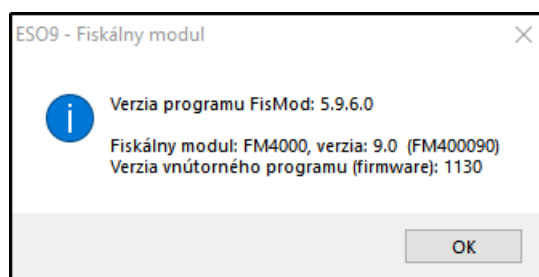 ESO9 - Fiskálny modul
Verzia programu FisMod: 5.9.6.0
Fiskálny modul: FM4000, verzia: 9.0 (FM400090)
Verzia vnútorného programu (firmware): 1130
OK